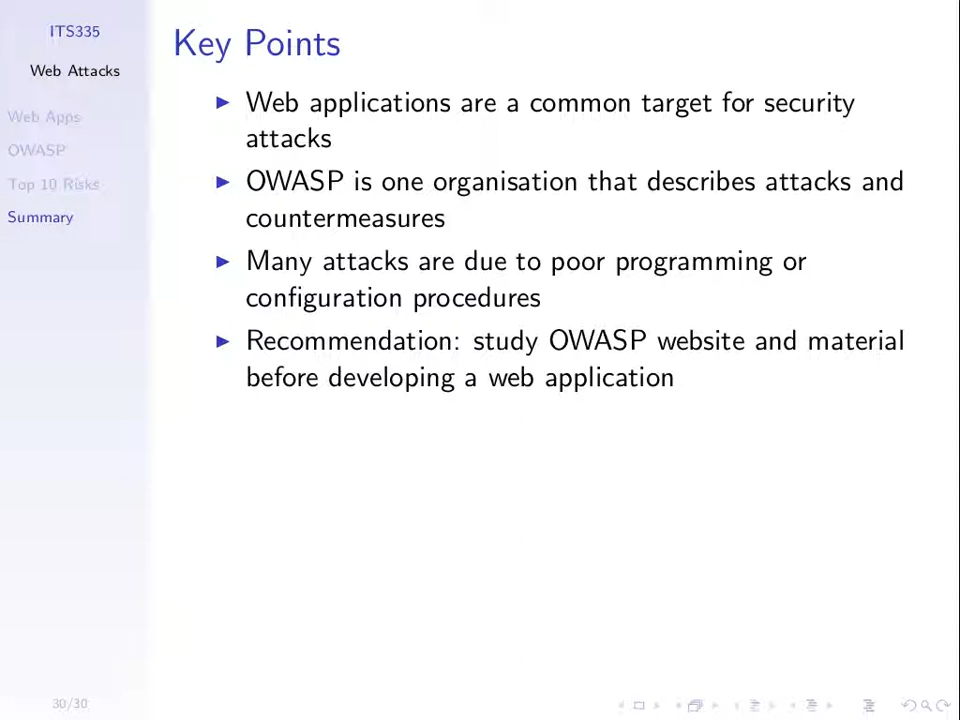 ITS335
Web Attacks
Web Apps
OWASP
Top 10 Risks
Summary
Key Points
Web applications are a common target for security
attacks
OWASP is one organisation that describes attacks and
countermeasures
Many attacks are due to poor programming or
configuration procedures
Recommendation: study OWASP website and material
before developing a web application
30/30